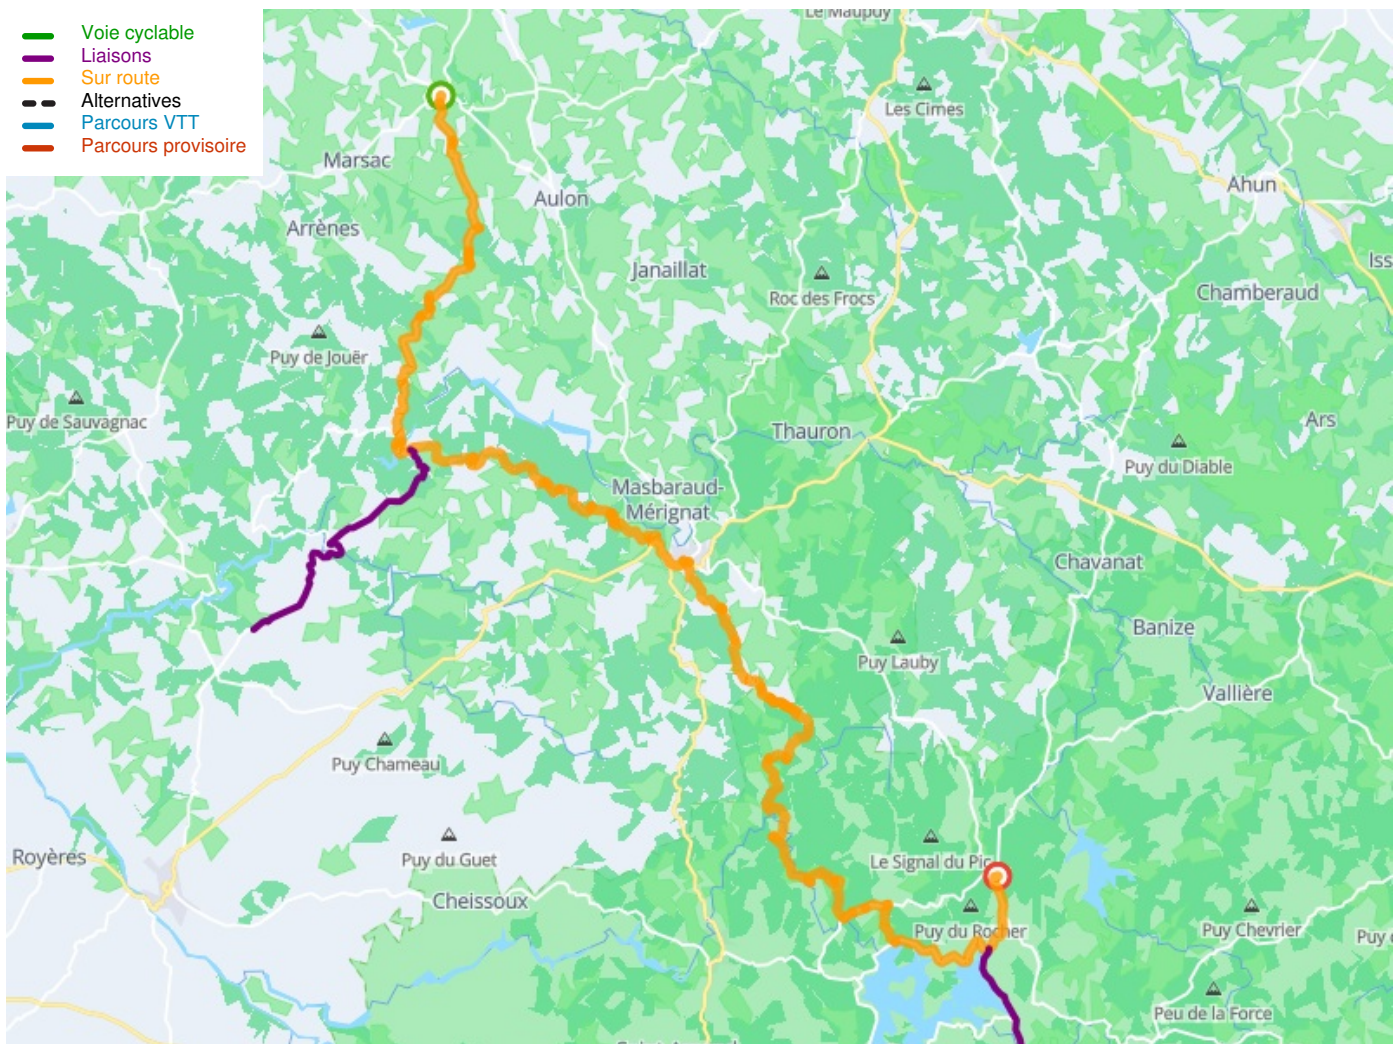 Voie cyclable
Liaisons
Sur route
Alternatives
Parcours VTT
Parcours provisoire
Le Maupuy
Les Cimes
Marsac
Ahun
Aulon
Arrènes
Iss
Janaillat
Roc des Frocs
Chamberaud
Puy de Jouër
Puy de Sauvagnac
Ars
Thauron
Puy du Diable
Masbaraud-
Mérignat
Chavanat
Banize
Puy Lauby
Vallière
Puy Chameau
Royères
Puy du Guet
Le Signal du Pic
Cheissoux
Puy du Rocher
Puy Chevrier
Puy
Peu de la Force